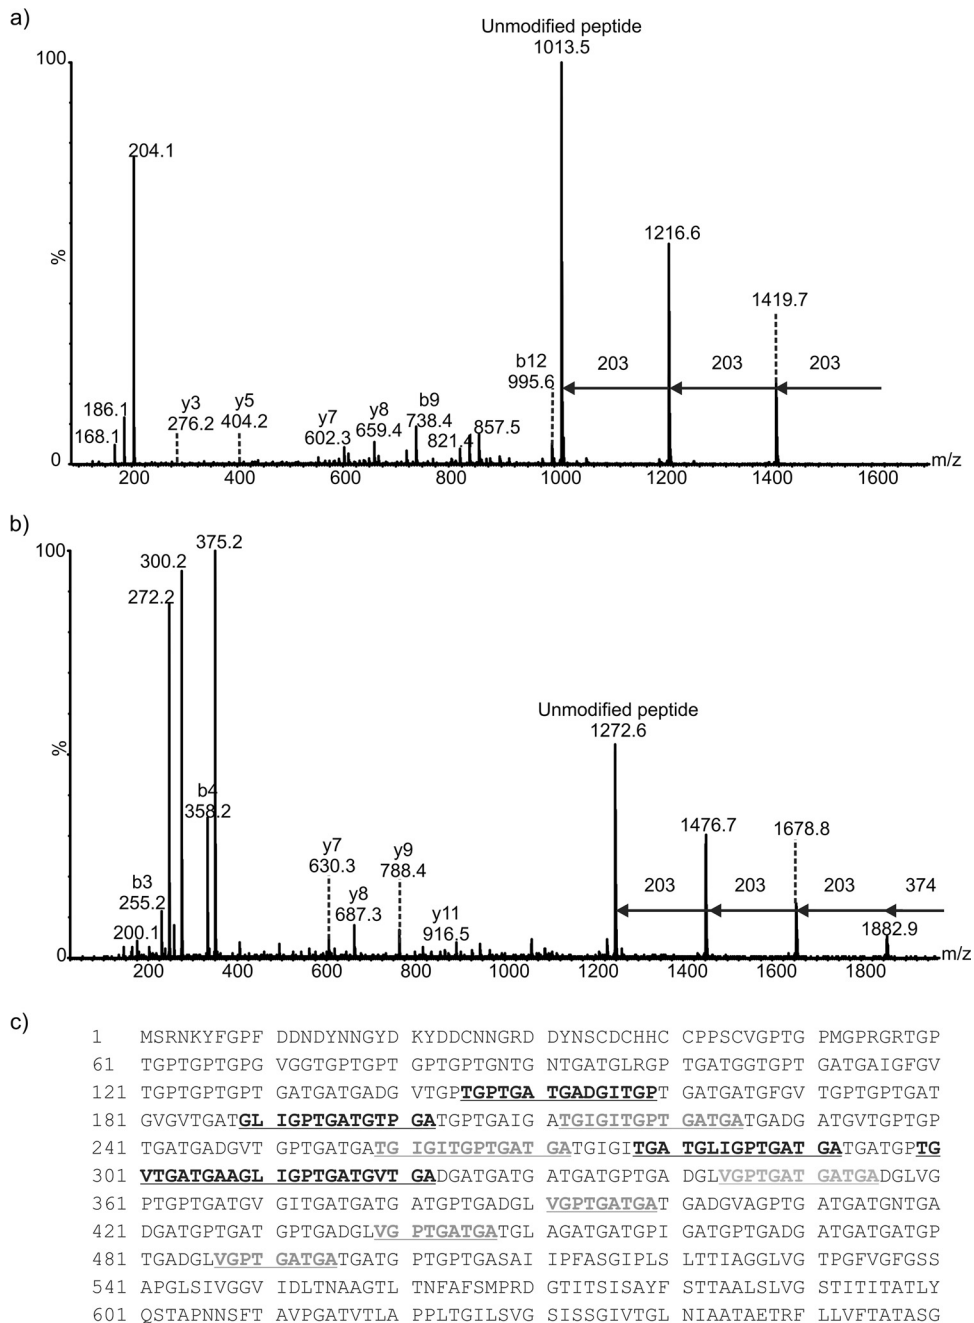 a)
Unmodified peptide
1013.5
100
204.1
1216.6
%
1419.7
b12
995.6
203
203
203
186.1
168.1
y3
276.2
y5
404.2
y7
602.3
y8
659.4
b9
738.4
821.4
857.5
0
200
400
600
800
1000
1200
1400
1600
m/z
b)
100
375.2
300.2
272.2
Unmodified peptide
1272.6
%
b4
358.2
1476.7
1678.8
y7
630.3
y9
788.4
203
203
203
374
b3
255.2
200.1
y8
687.3
y11
916.5
1882.9
0
200
400
600
800
1000
1200
1400
1600
1800
m/z
c)
1 MSRNKYFGPF DDNDYNNGYD KYDDCNNGRD DYNSCDCHHC CPPSCVGPTG PMGPRGRTGP
61 TGPTGPTGPG VGGTGPTGPT GPTGPTGNTG NTGATGLRGP TGATGGTGPT GATGAIGFGV
121 TGPTGPTGPT GATGATGADG VTGPTGPTGA TGADGITGPT GATGATGFGV TGPTGPTGAT
181 GVGVTGATGL IGPTGATGTP GATGPTGAIG ATGIGITGPT GATGATGADG ATGVTGPTGP
241 TGATGADGVT GPTGATGATG IGITGPTGAT GATGIGITGA TGLIGPTGAT GATGATGPTG
301 VTGATGAAGL IGPTGATGVT GADGATGATG ATGATGPTGA DGLVGPTGAT GATGADGLVG
361 PTGPTGATGV GITGATGATG ATGPTGADGL VGPTGATGAT GADGVAGPTG ATGATGNTGA
421 DGATGPTGAT GPTGADGLVG PTGATGATGL AGATGATGPI GATGPTGADG ATGATGATGP
481 TGADGLVGPT GATGATGATG PTGPTGASAI IPFASGIPLS LTTIAGGLVG TPGFVGFGSS
541 APGLSIVGGV IDLTNAAGTL TNFAFSMPRD GTITSISAYF STTAALSLVG STITITATLY
601 QSTAPNNSFT AVPGATVTLA PPLTGILSVG SISSGIVTGL NIAATAETRF LLVFTATASG